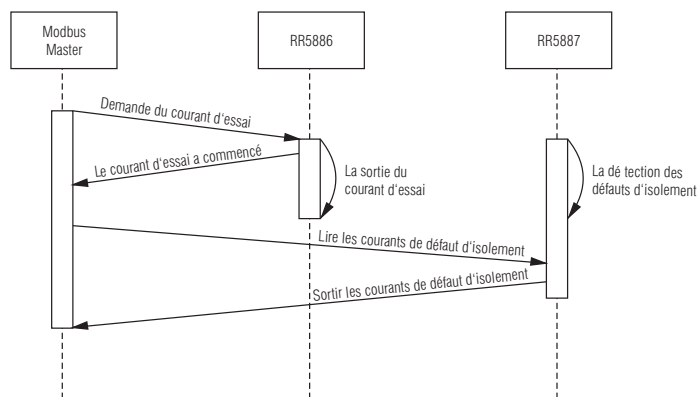 Modbus
Master
RR5886
RR5887
Demande du courant d'essai
Le courant d'essai a commencé
La sortie du
courant d'essai
La dé tection des
défauts d'isolement
Lire les courants de défaut d'isolement
Sortir les courants de défaut d'isolement